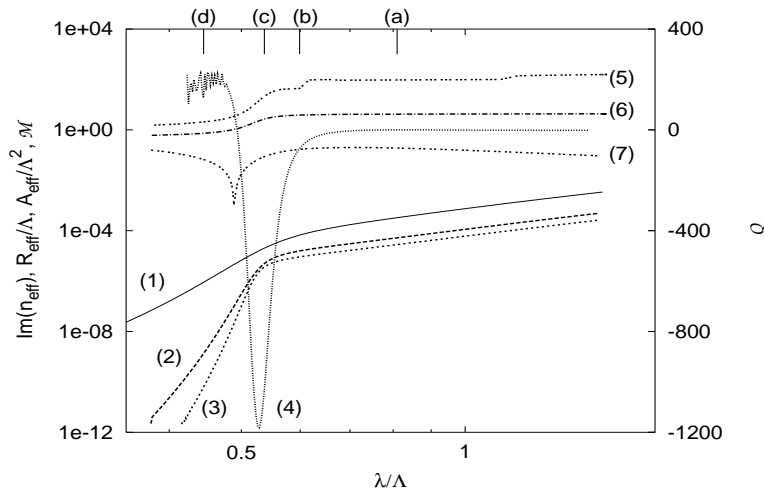 (d) (c) (b) (a)
1e+04
1e+00
1e-04
1e-08
1e-12
Im(n_eff), R_eff/Λ, A_eff/Λ², ℳ
400
0
-400
-800
-1200
Q
(5)
(6)
(7)
(1)
(2)
(3)
(4)
0.5 1
λ/Λ